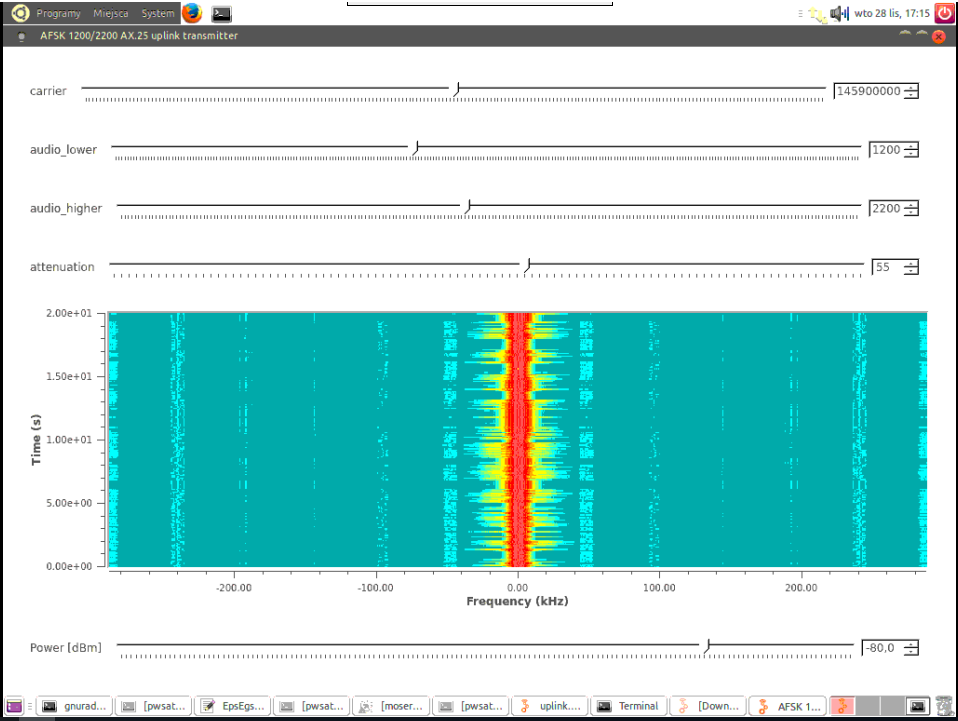 Programy Miejsca System wto 28 lis, 17:15
AFSK 1200/2200 AX.25 uplink transmitter
carrier 145900000
audio_lower 1200
audio_higher 2200
attenuation 55
2.00e+01
1.50e+01
1.00e+01
5.00e+00
0.00e+00
Time (s)
-200.00 -100.00 0.00 100.00 200.00
Frequency (kHz)
Power [dBm] -80,0
gnurad... [pwsat... EpsEgs... [pwsat... [moser... [pwsat... uplink.... Terminal [Down... AFSK 1...